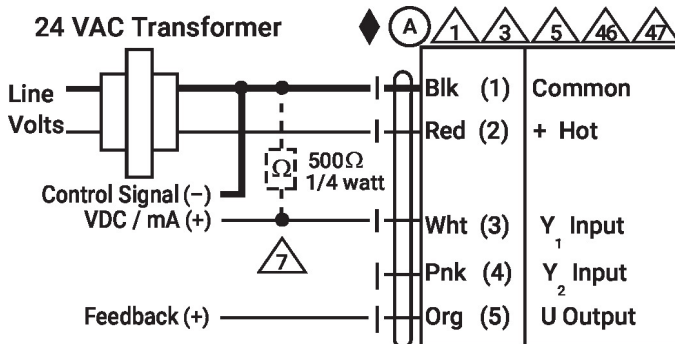 24 VAC Transformer
A 1 3 5 46 47
Line
Volts
Blk (1) Common
Red (2) + Hot
Ω 500Ω
1/4 watt
Control Signal (–)
VDC / mA (+)
Wht (3) Y1 Input
7
Pnk (4) Y2 Input
Feedback (+)
Org (5) U Output